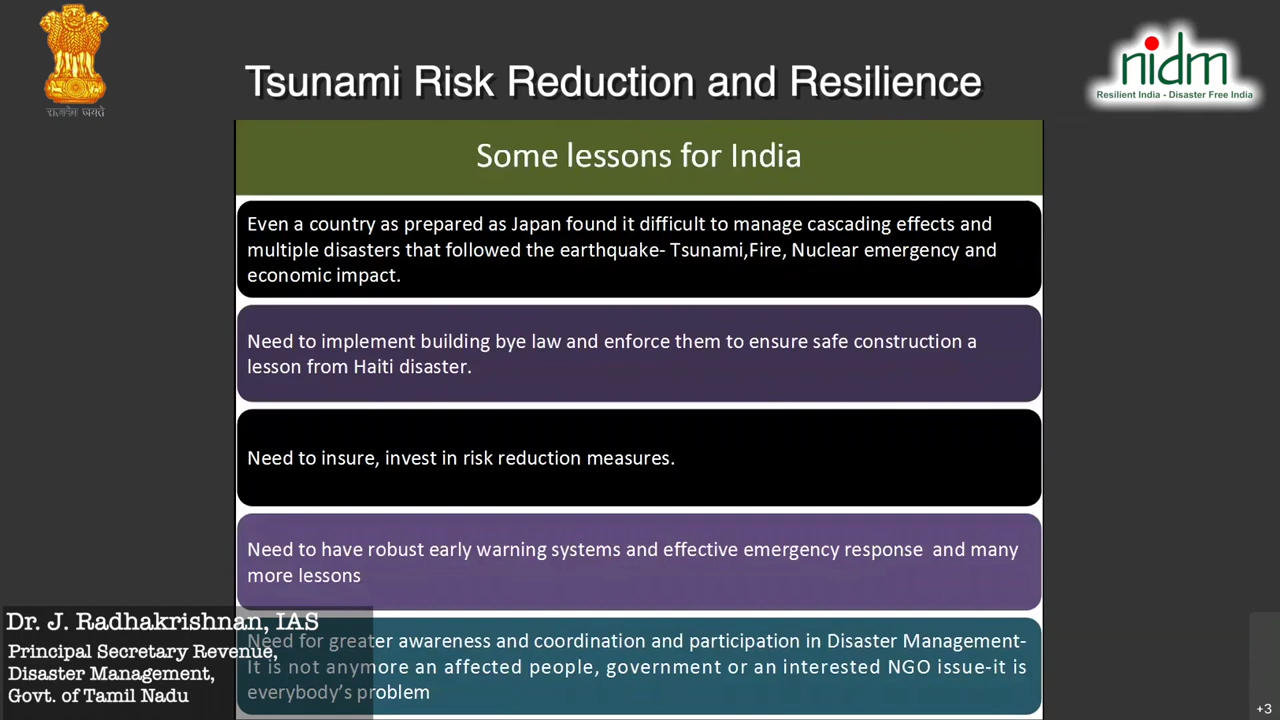 सत्यमेव जयते
Tsunami Risk Reduction and Resilience
nidm
Resilient India - Disaster Free India
Some lessons for India
Even a country as prepared as Japan found it difficult to manage cascading effects and
multiple disasters that followed the earthquake- Tsunami,Fire, Nuclear emergency and
economic impact.
Need to implement building bye law and enforce them to ensure safe construction a
lesson from Haiti disaster.
Need to insure, invest in risk reduction measures.
Need to have robust early warning systems and effective emergency response and many
more lessons
Need for greater awareness and coordination and participation in Disaster Management-
It is not anymore an affected people, government or an interested NGO issue-it is
everybody's problem
Dr. J. Radhakrishnan, IAS
Principal Secretary Revenue,
Disaster Management,
Govt. of Tamil Nadu
+3